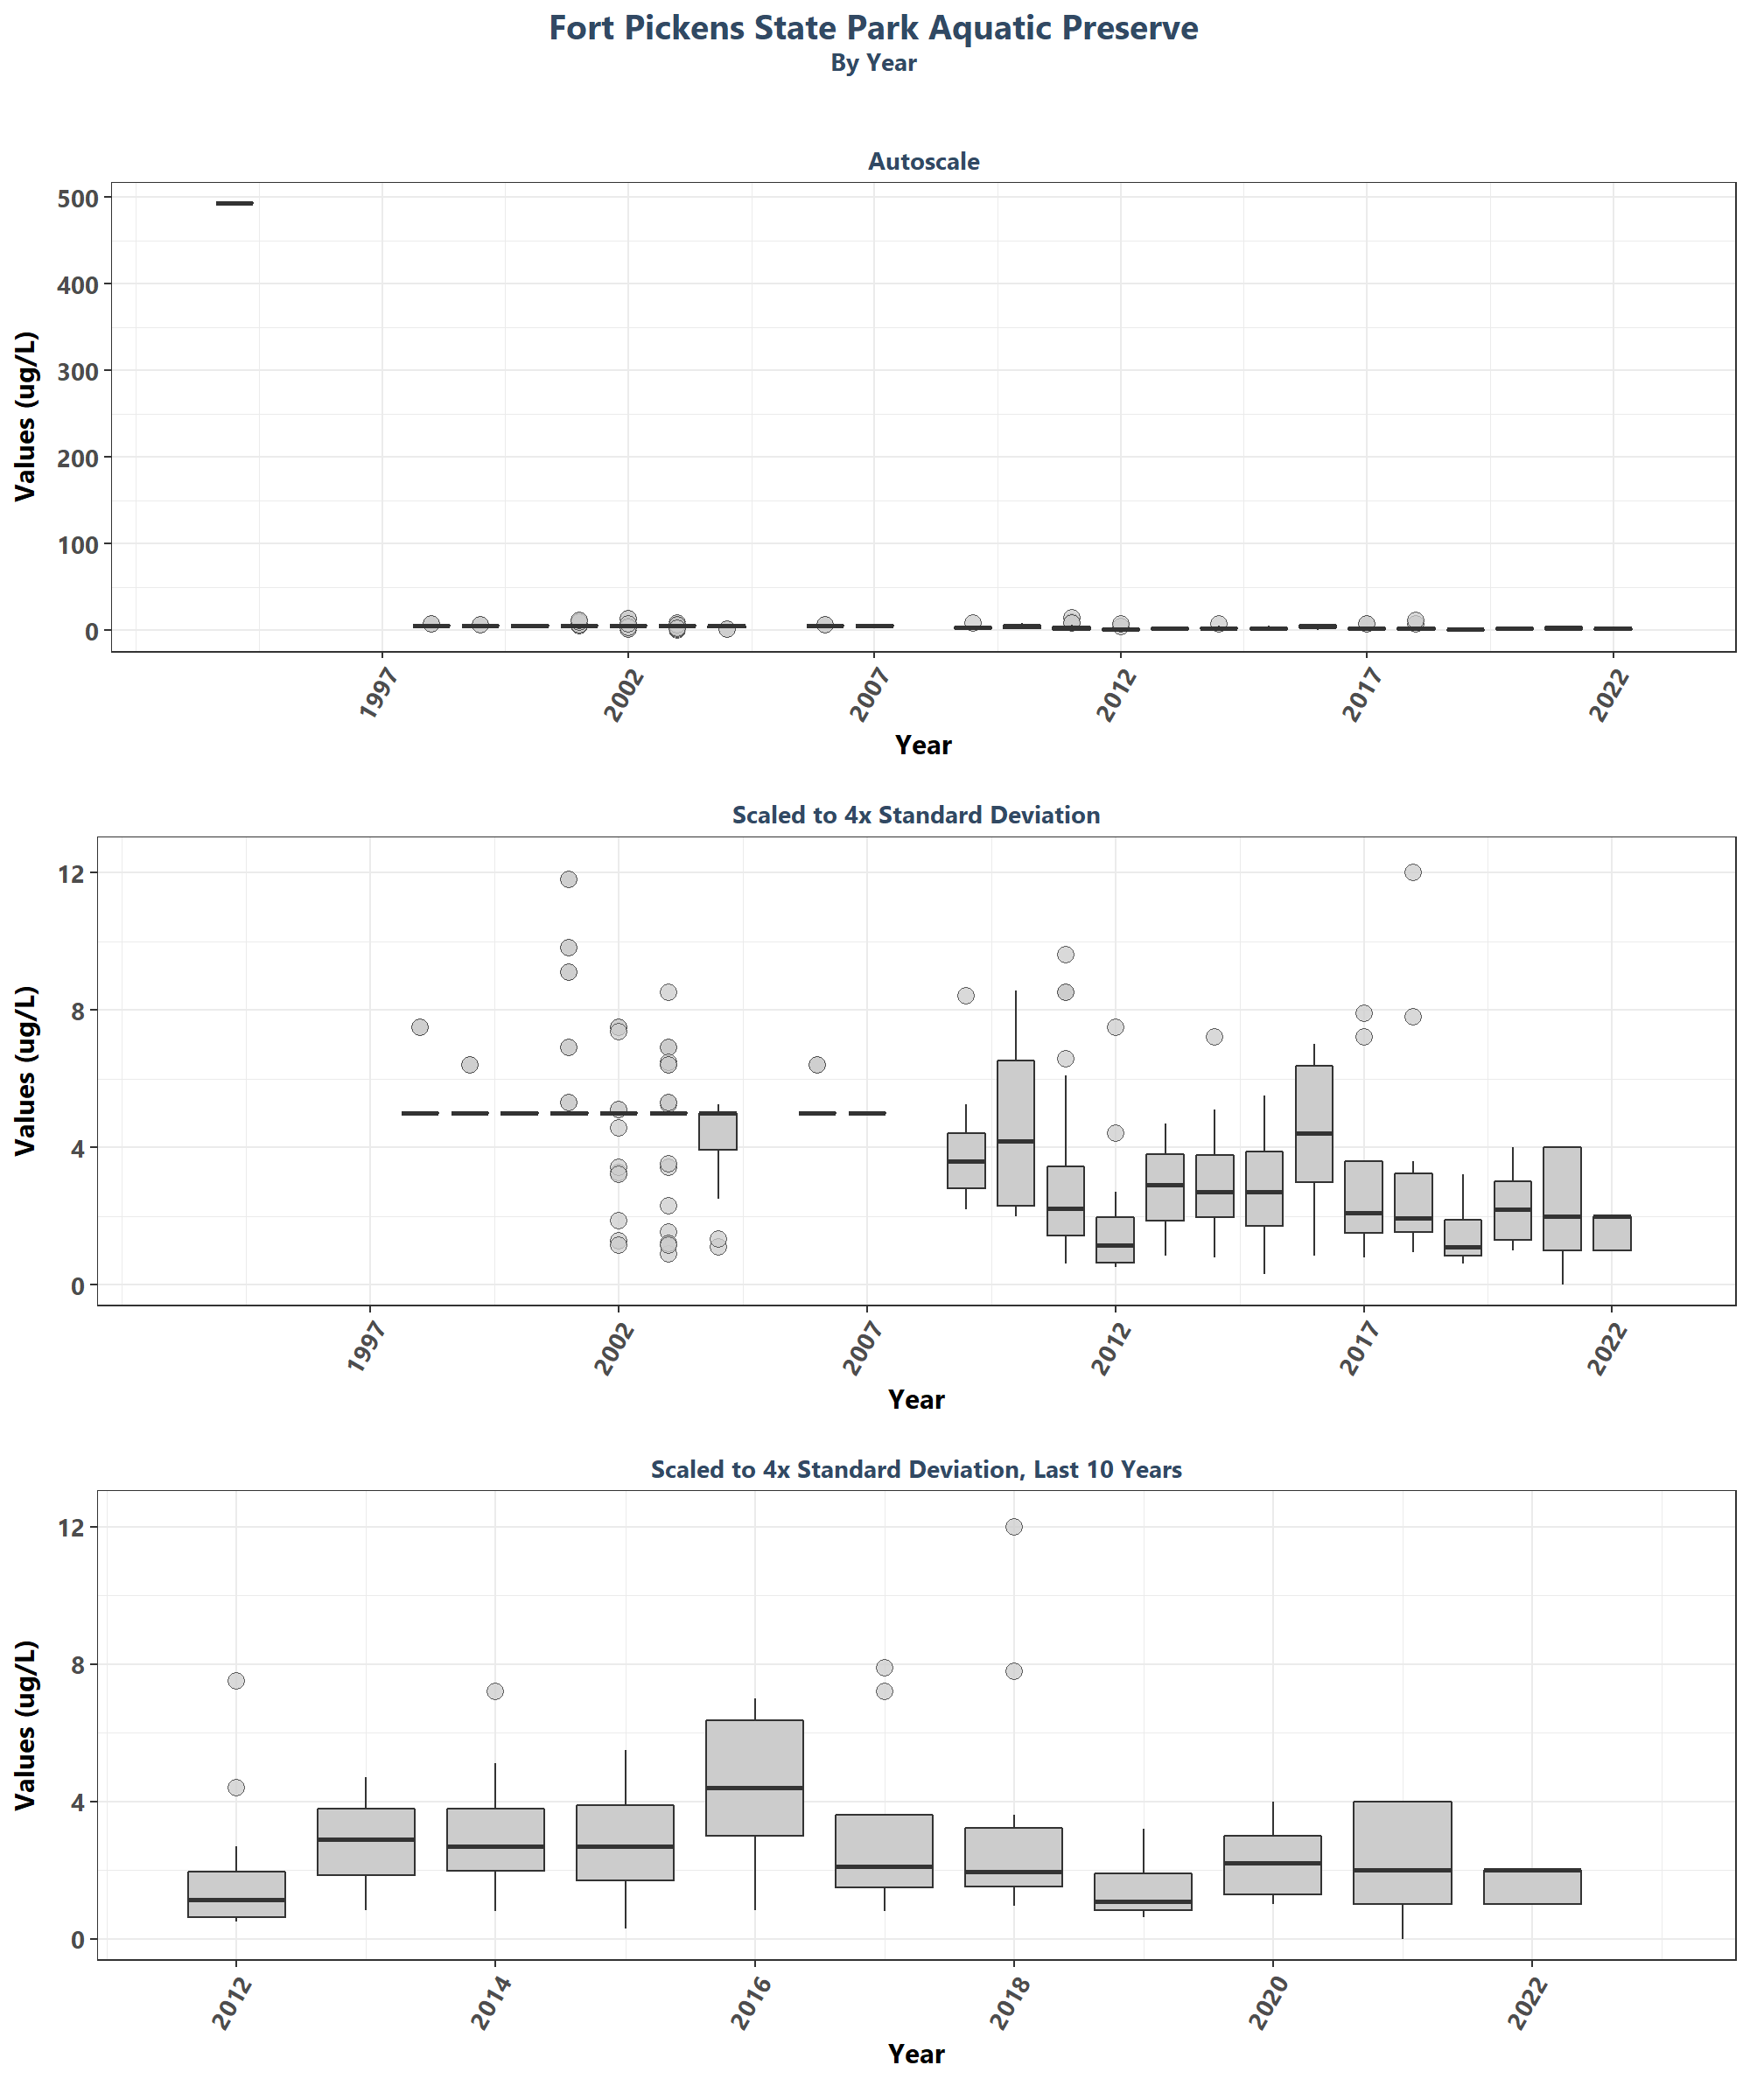 Fort Pickens State Park Aquatic Preserve
By Year
Autoscale
Values (ug/L)
500
400
300
200
100
0
1997 2002 2007 2012 2017 2022
Year
Scaled to 4x Standard Deviation
Values (ug/L)
12
8
4
0
1997 2002 2007 2012 2017 2022
Year
Scaled to 4x Standard Deviation, Last 10 Years
Values (ug/L)
12
8
4
0
2012 2014 2016 2018 2020 2022
Year